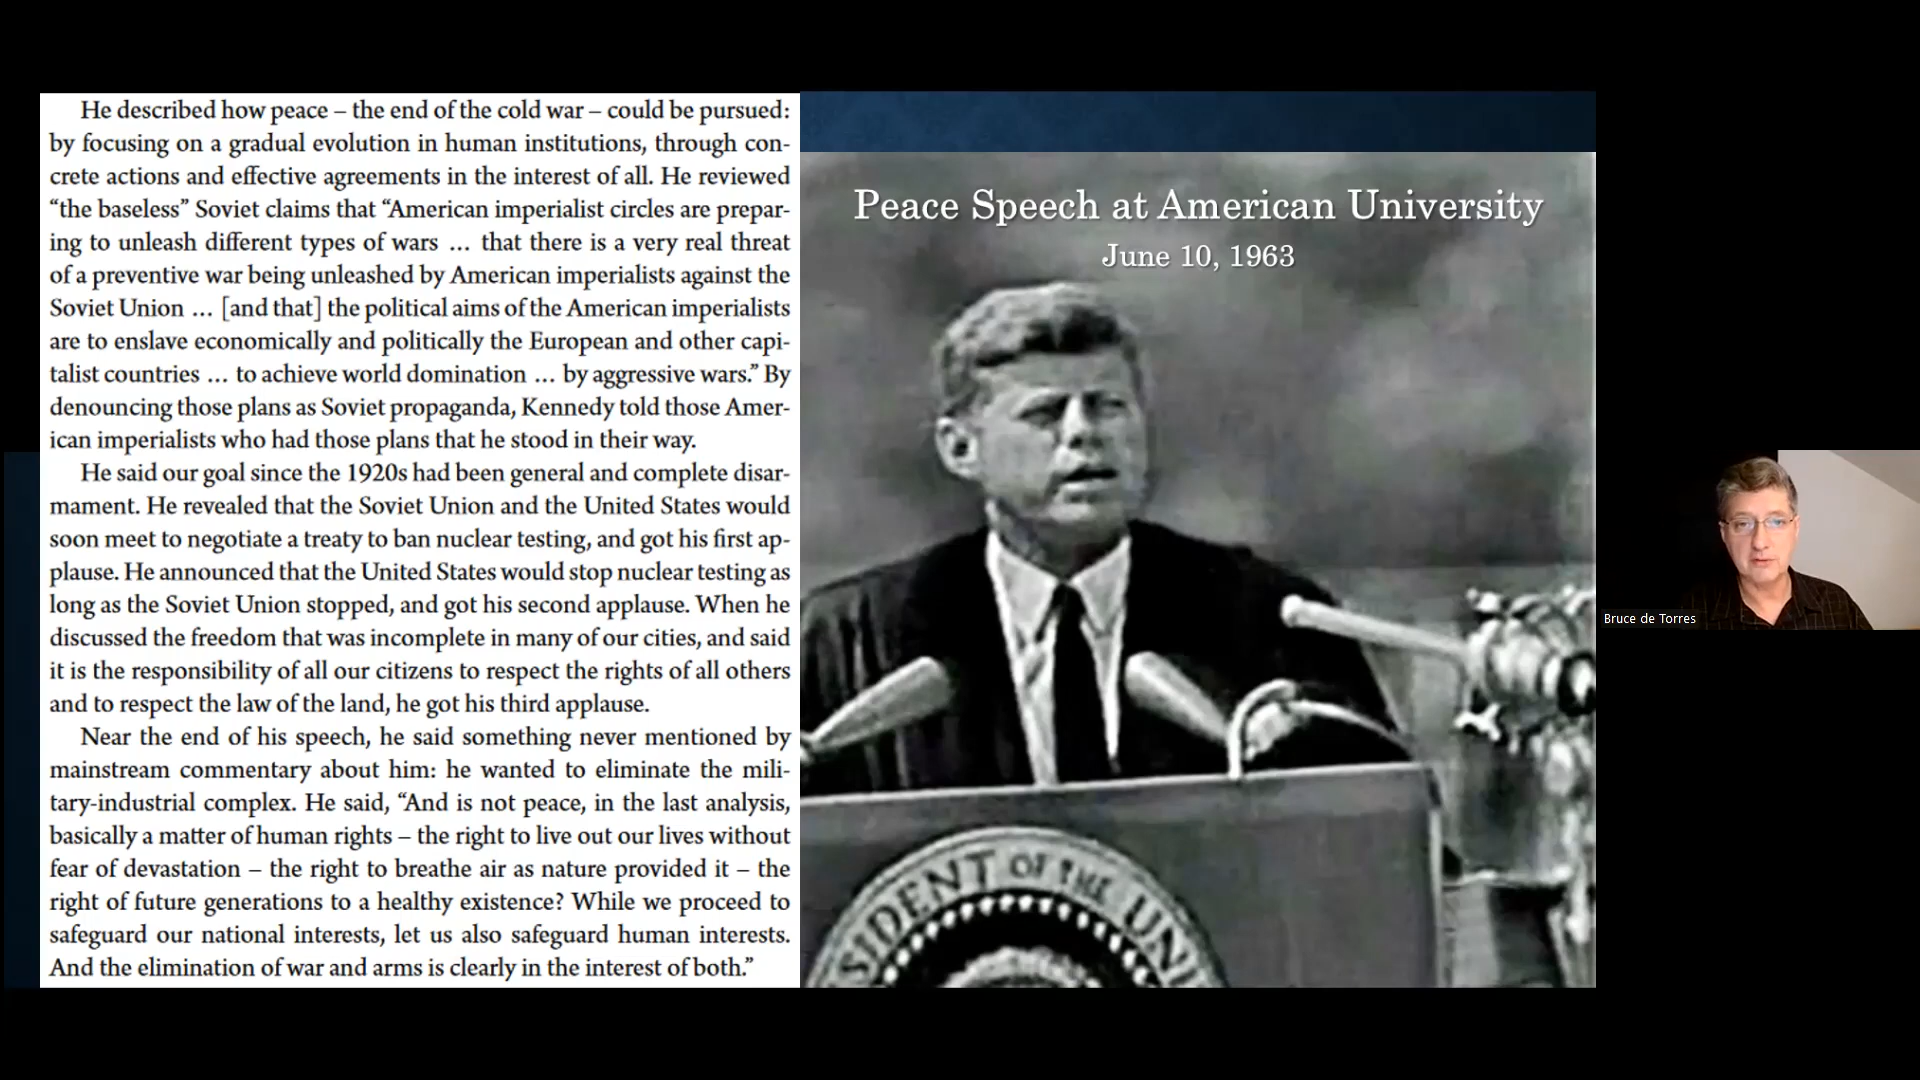 He described how peace – the end of the cold war – could be pursued:
by focusing on a gradual evolution in human institutions, through con-
crete actions and effective agreements in the interest of all. He reviewed
“the baseless” Soviet claims that “American imperialist circles are prepar-
ing to unleash different types of wars … that there is a very real threat
of a preventive war being unleashed by American imperialists against the
Soviet Union … [and that] the political aims of the American imperialists
are to enslave economically and politically the European and other capi-
talist countries … to achieve world domination … by aggressive wars.” By
denouncing those plans as Soviet propaganda, Kennedy told those Amer-
ican imperialists who had those plans that he stood in their way.
He said our goal since the 1920s had been general and complete disar-
mament. He revealed that the Soviet Union and the United States would
soon meet to negotiate a treaty to ban nuclear testing, and got his first ap-
plause. He announced that the United States would stop nuclear testing as
long as the Soviet Union stopped, and got his second applause. When he
discussed the freedom that was incomplete in many of our cities, and said
it is the responsibility of all our citizens to respect the rights of all others
and to respect the law of the land, he got his third applause.
Near the end of his speech, he said something never mentioned by
mainstream commentary about him: he wanted to eliminate the mili-
tary-industrial complex. He said, “And is not peace, in the last analysis,
basically a matter of human rights – the right to live out our lives without
fear of devastation – the right to breathe air as nature provided it – the
right of future generations to a healthy existence? While we proceed to
safeguard our national interests, let us also safeguard human interests.
And the elimination of war and arms is clearly in the interest of both.”
Peace Speech at American University
June 10, 1963
SIDENT OF THE UNI
Bruce de Torres